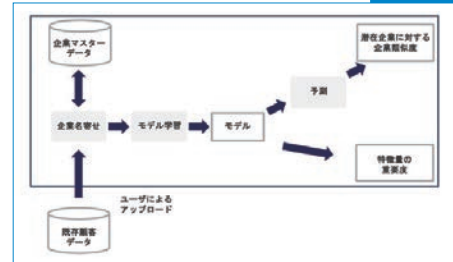 企業マスター
データ
潜在企業に対する
企業類似度
予測
企業名寄せ
モデル学習
モデル
特徴量の
重要度
ユーザによる
アップロード
既存顧客
データ